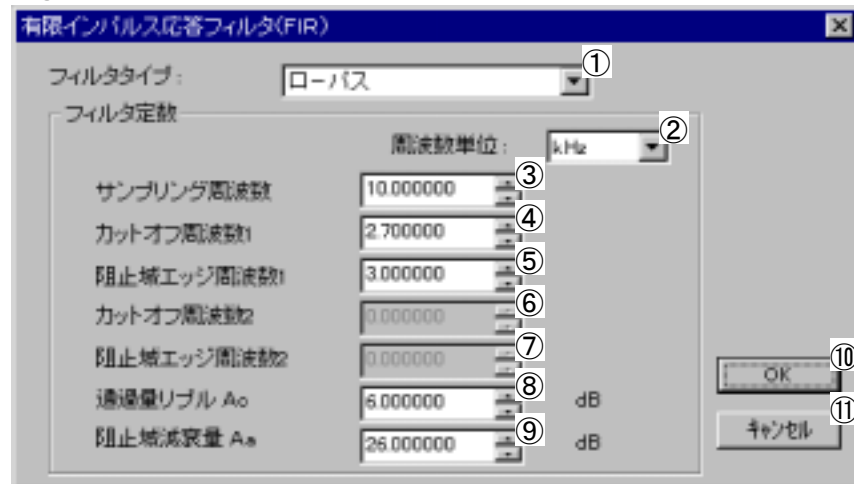 有限インパルス応答フィルタ(FIR)
フィルタタイプ: ローパス ①
フィルタ定数
周波数単位: kHz ②
サンプリング周波数 10.000000 ③
カットオフ周波数1 2.700000 ④
阻止域エッジ周波数1 3.000000 ⑤
カットオフ周波数2 0.000000 ⑥
阻止域エッジ周波数2 0.000000 ⑦
通過量リプル Ao 6.000000 ⑧ dB
阻止域減衰量 Aa 26.000000 ⑨ dB
OK ⑩
キャンセル ⑪